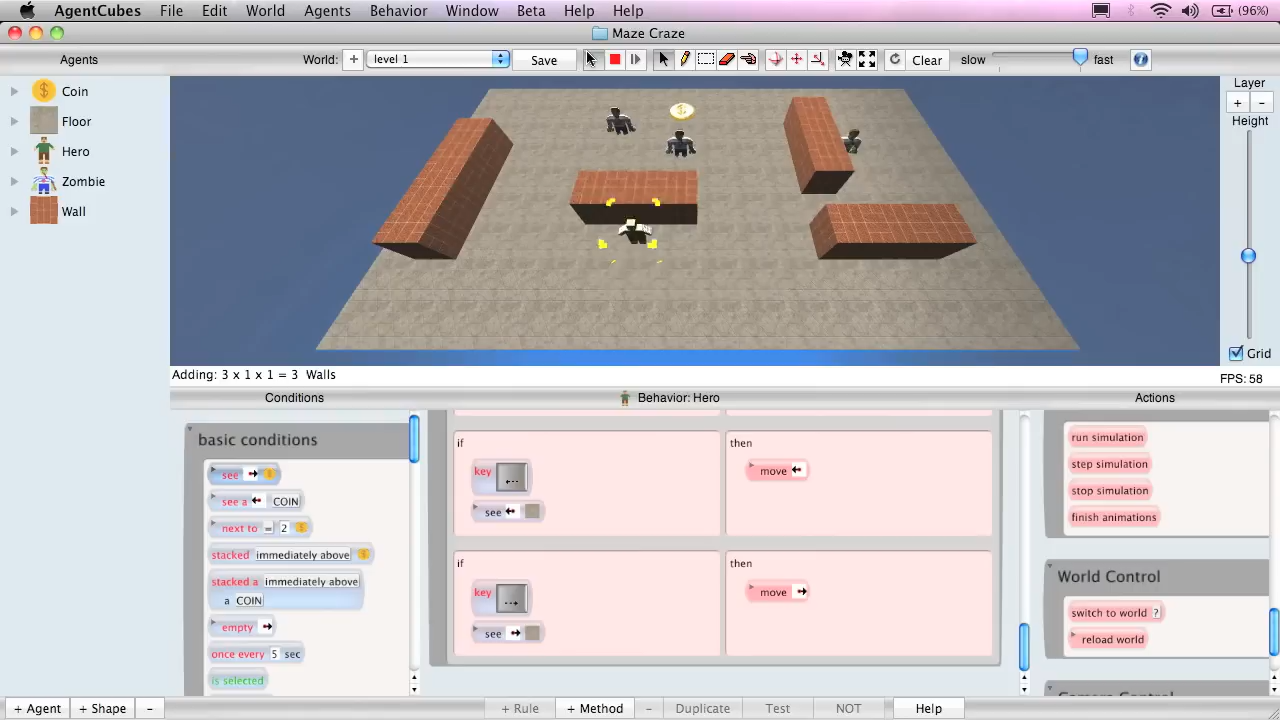 AgentCubes File Edit World Agents Behavior Window Beta Help Help (96%)
Maze Craze
Agents World: + level 1 Save Clear slow fast
Layer
+ -
Height
Coin
Floor
Hero
Zombie
Wall
Grid
Adding: 3 x 1 x 1 = 3 Walls
FPS: 58
Conditions
Behavior: Hero
Actions
basic conditions
see
see a COIN
next to = 2
stacked immediately above
stacked a immediately above
a COIN
empty
once every 5 sec
is selected
if
then
key
move
see
if
then
key
move
see
run simulation
step simulation
stop simulation
finish animations
World Control
switch to world ?
reload world
Camera Control
+ Agent + Shape - + Rule + Method - Duplicate Test NOT Help